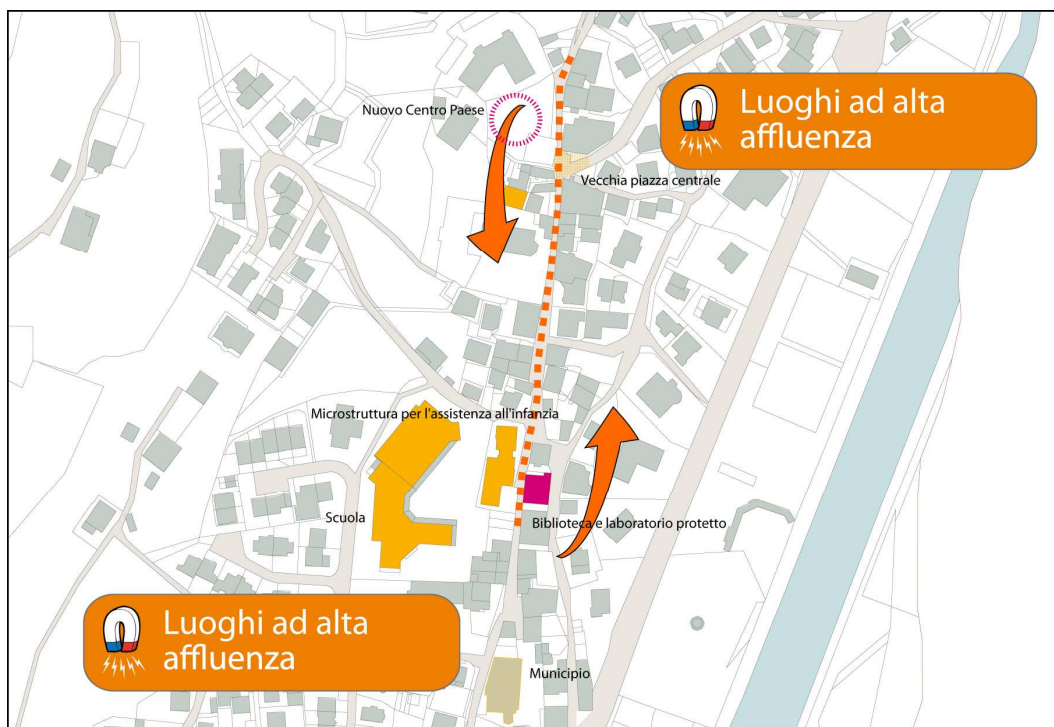 Luoghi ad alta
affluenza
Nuovo Centro Paese
Vecchia piazza centrale
Microstruttura per l'assistenza all'infanzia
Scuola
Biblioteca e laboratorio protetto
Luoghi ad alta
affluenza
Municipio